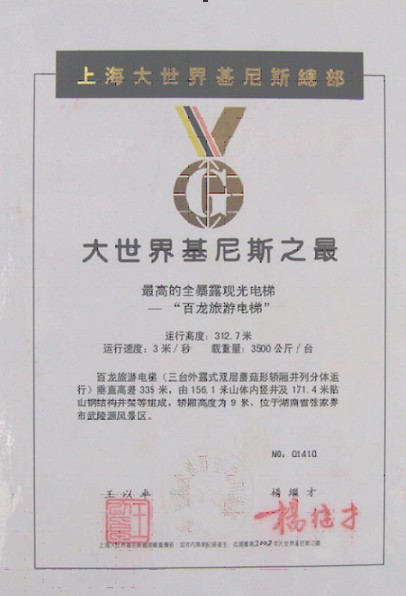 上海大世界基尼斯總部
G
大世界基尼斯之最
最高的全暴露观光电梯
— “百龙旅游电梯”
运行高度：312.7米
运行速度：3米／秒 载重量：3500公斤／台
百龙旅游电梯（三台外露式双层蘑菇形轿厢并列分体运
行）垂直高差335米，由156.1米山体内竖井及171.4米贴
山钢结构井架等组成，轿厢高度为9米，位于湖南省张家界
市武陵源风景区。
NO：01410
王以卓 杨继才